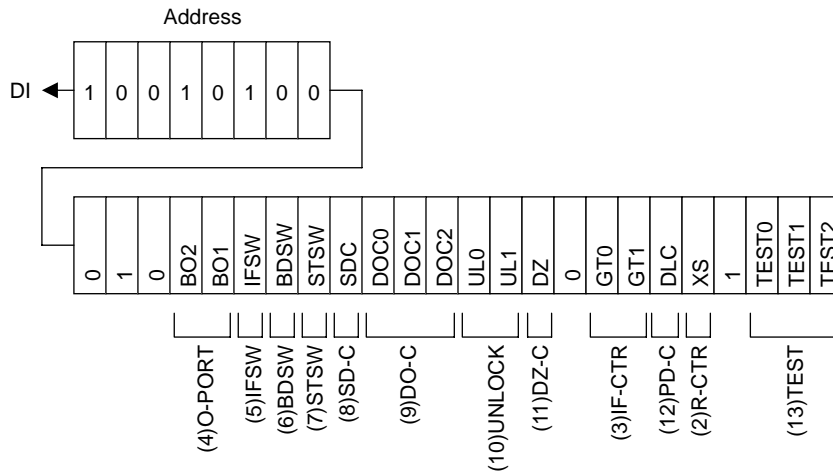 Address
DI
1 0 0 1 0 1 0 0
0 1 0 BO2 BO1 IFSW BDSW STSW SDC DOC0 DOC1 DOC2 UL0 UL1 DZ 0 GT0 GT1 DLC XS 1 TEST0 TEST1 TEST2
(4)O-PORT
(5)IFSW
(6)BDSW
(7)STSW
(8)SD-C
(9)DO-C
(10)UNLOCK
(11)DZ-C
(3)IF-CTR
(12)PD-C
(2)R-CTR
(13)TEST